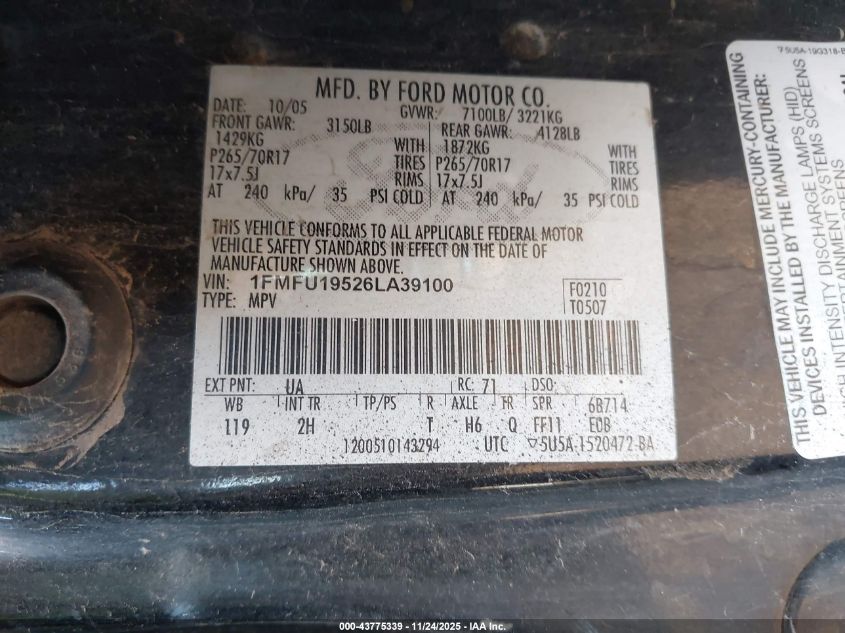 MFD. BY FORD MOTOR CO.
DATE: 10/05 GVWR: 7100LB/ 3221KG
FRONT GAWR: 3150LB REAR GAWR: 4128LB
1429KG WITH 1872KG WITH
P265/70R17 TIRES P265/70R17 TIRES
17x7.5J RIMS 17x7.5J RIMS
AT 240 kPa/ 35 PSI COLD AT 240 kPa/ 35 PSI COLD
THIS VEHICLE CONFORMS TO ALL APPLICABLE FEDERAL MOTOR
VEHICLE SAFETY STANDARDS IN EFFECT ON THE DATE OF
MANUFACTURE SHOWN ABOVE.
VIN: 1FMFU19526LA39100 F0210
TYPE: MPV T0507
EXT PNT: UA RC: 71 DSO:
WB INT TR TP/PS R AXLE TR SPR 6B714
119 2H T H6 Q FF11 EOB
1200510143294 UTC ▽5U5A-1520472-BA
75U5A-19G318-B
THIS VEHICLE MAY INCLUDE MERCURY-CONTAINING
DEVICES INSTALLED BY THE MANUFACTURER:
HIGH INTENSITY DISCHARGE LAMPS (HID)
SYSTEMS SCREENS
SCREENS
000-43775339 - 11/24/2025 - IAA Inc.